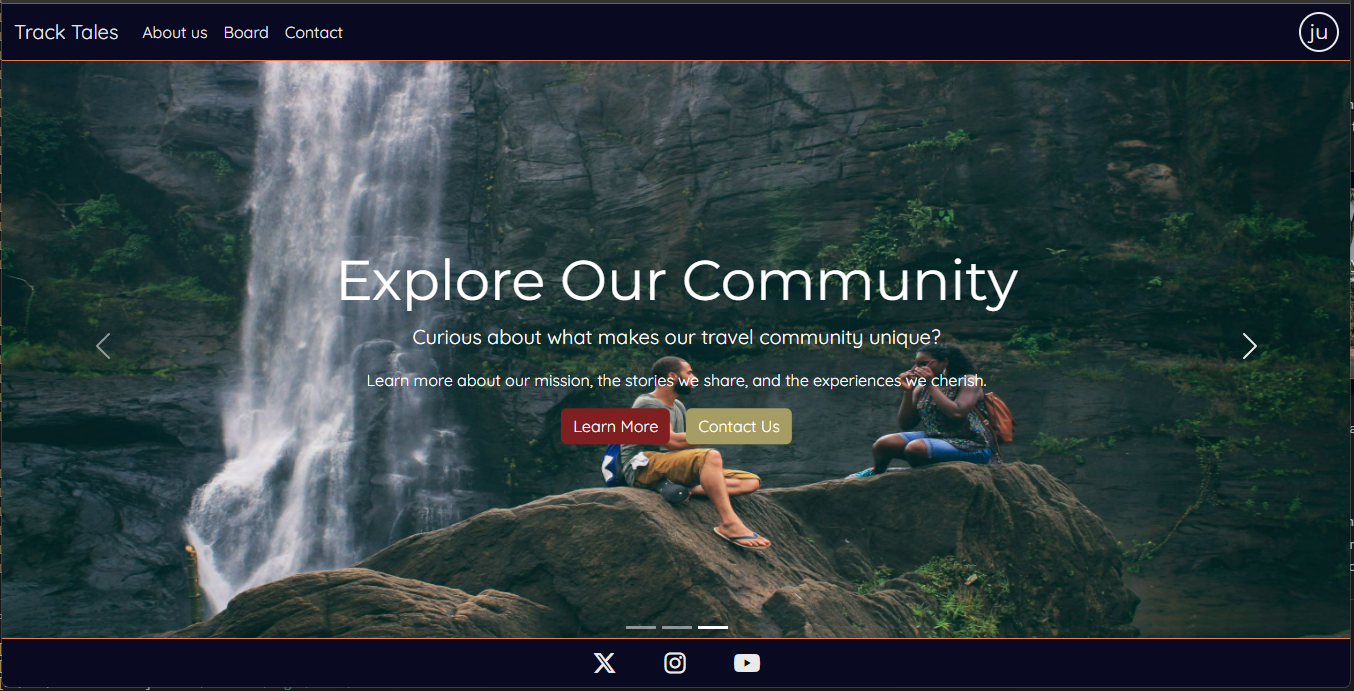 Track Tales About us Board Contact ju
Explore Our Community
Curious about what makes our travel community unique?
Learn more about our mission, the stories we share, and the experiences we cherish.
Learn More Contact Us